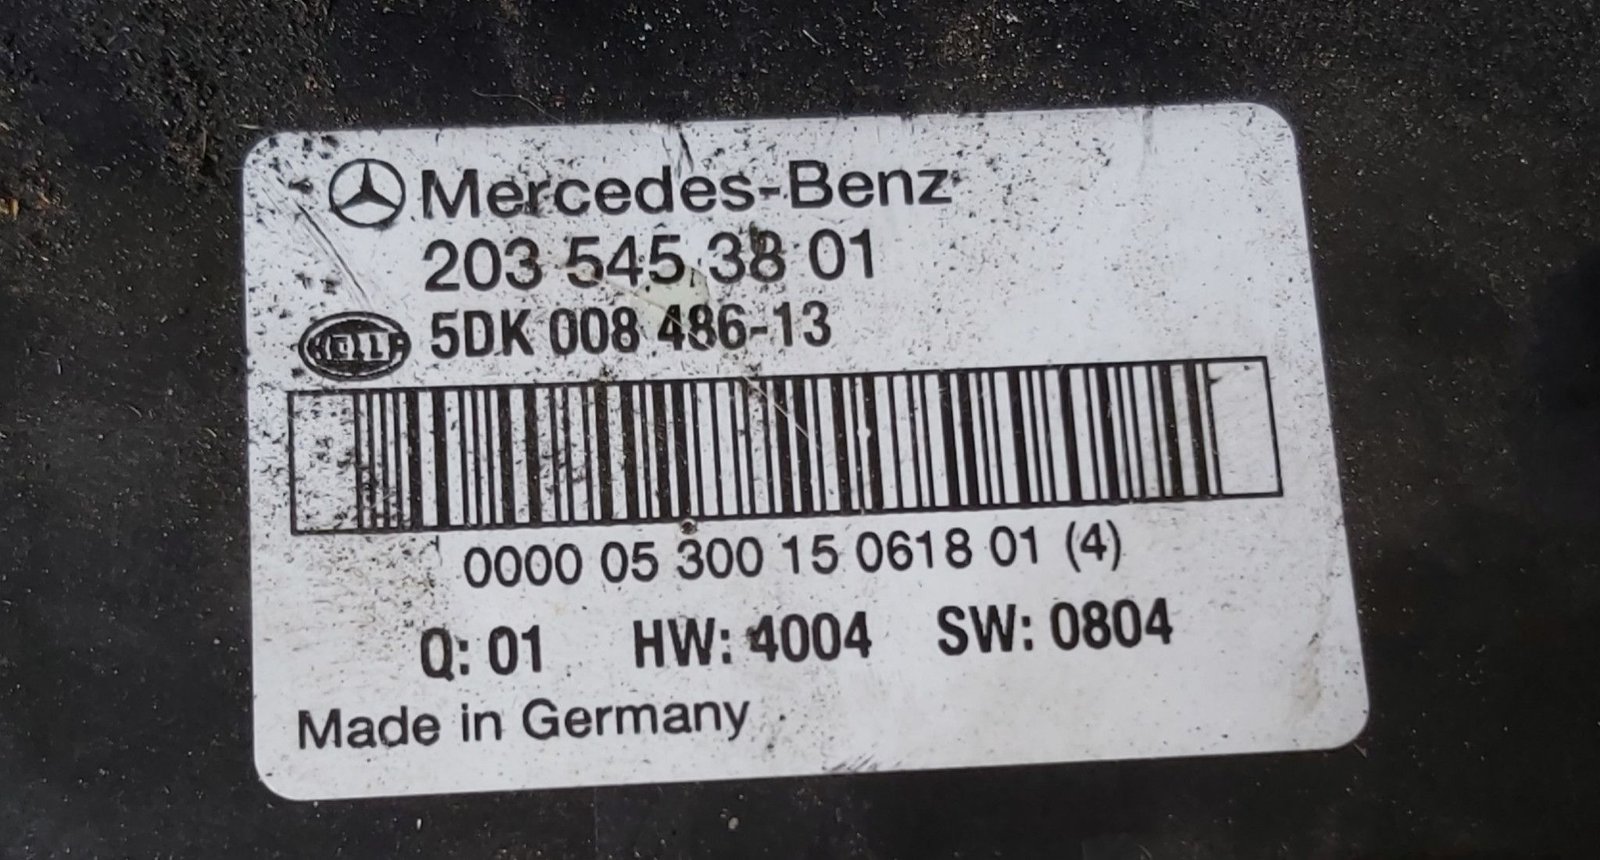 Mercedes-Benz
203 545 38 01
HELLA 5DK 008 486-13
0000 05 300 15 0618 01 (4)
Q: 01 HW: 4004 SW: 0804
Made in Germany